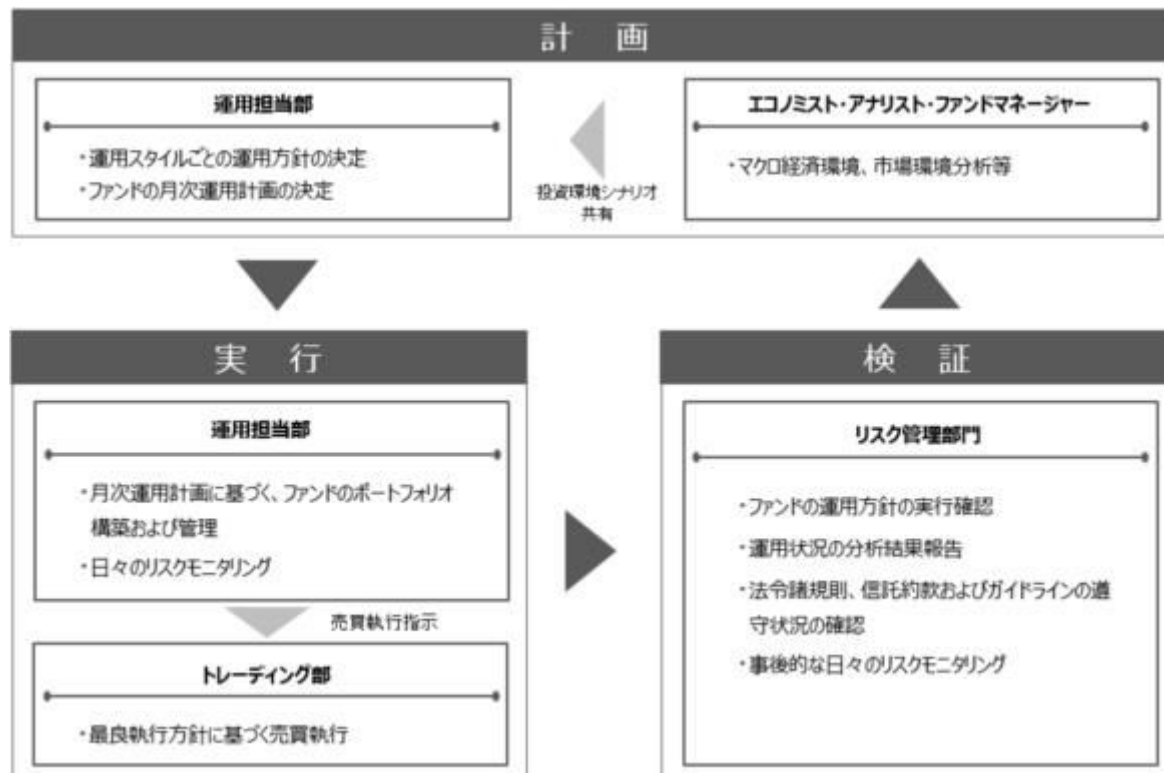 計 画
運用担当部
・運用スタイルごとの運用方針の決定
・ファンドの月次運用計画の決定
投資環境シナリオ
共有
エコノミスト・アナリスト・ファンドマネージャー
・マクロ経済環境、市場環境分析等
実 行
運用担当部
・月次運用計画に基づく、ファンドのポートフォリオ
構築および管理
・日々のリスクモニタリング
売買執行指示
トレーディング部
・最良執行方針に基づく売買執行
検 証
リスク管理部門
・ファンドの運用方針の実行確認
・運用状況の分析結果報告
・法令諸規則、信託約款およびガイドラインの遵
守状況の確認
・事後的な日々のリスクモニタリング